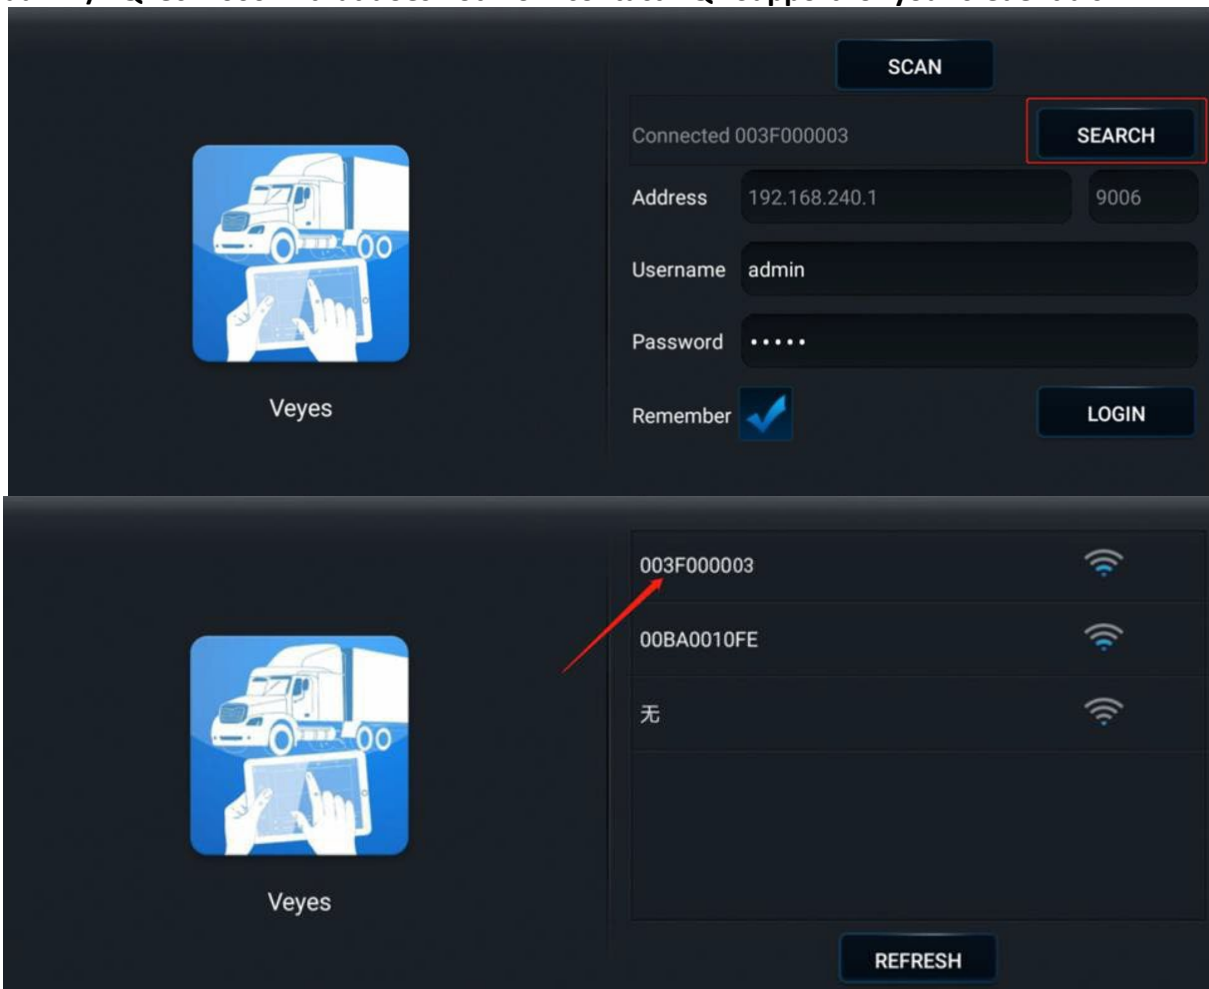 SCAN
Connected 003F000003
SEARCH
Address 192.168.240.1 9006
Username admin
Password •••••
Veyes
Remember LOGIN
003F000003
00BA0010FE
无
Veyes
REFRESH